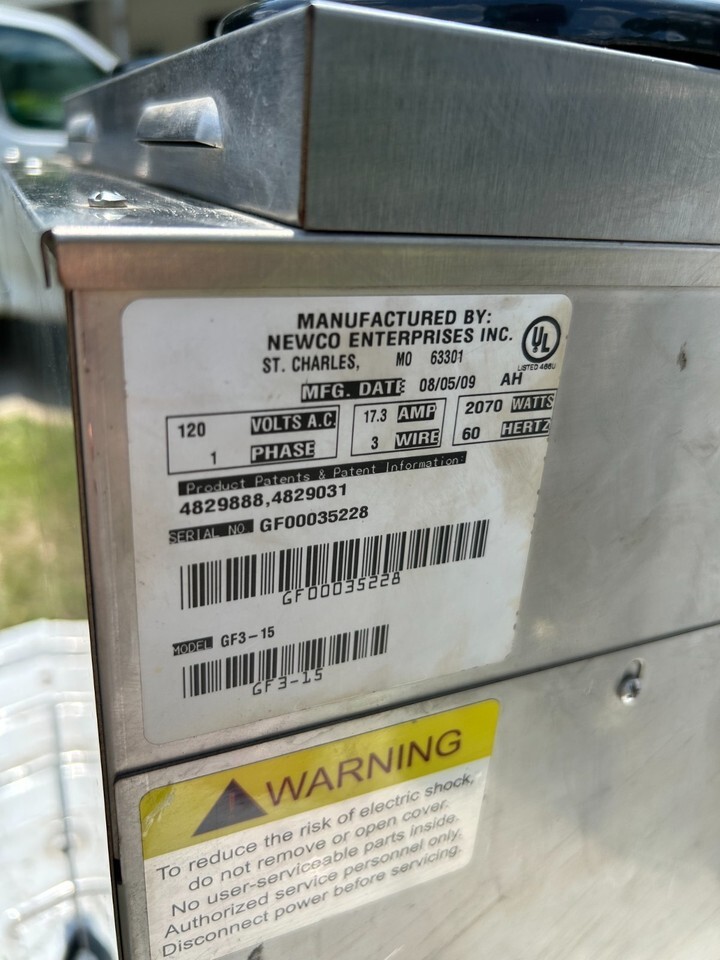 MANUFACTURED BY:
NEWCO ENTERPRISES INC.
ST. CHARLES, MO 63301
UL
LISTED 488U
MFG. DATE 08/05/09 AH
120 VOLTS A.C.
1 PHASE
17.3 AMP
3 WIRE
2070 WATTS
60 HERTZ
Product Patents & Patent Information:
4829888,4829031
SERIAL NO. GF00035228
GF00035228
MODEL GF3-15
GF3-15
WARNING
To reduce the risk of electric shock,
do not remove or open cover.
No user-serviceable parts inside.
Authorized service personnel only.
Disconnect power before servicing.